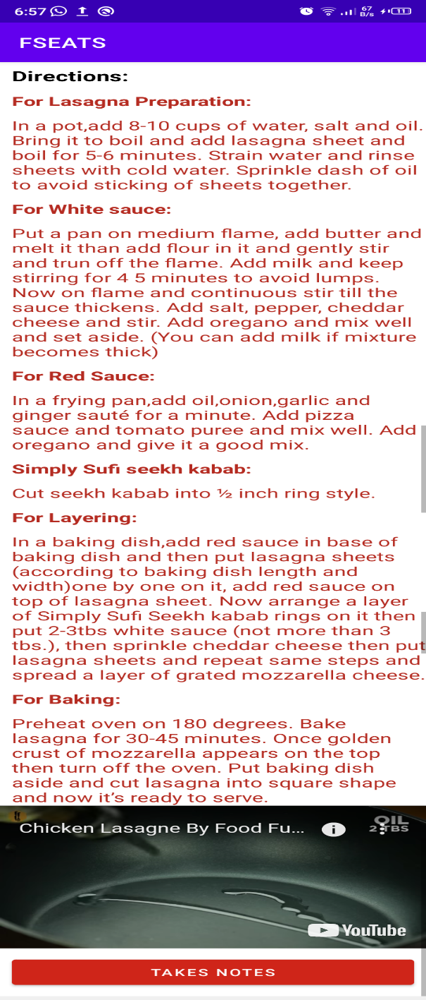 6:57
67
B/s
11
FSEATS
Directions:
For Lasagna Preparation:
In a pot,add 8-10 cups of water, salt and oil.
Bring it to boil and add lasagna sheet and
boil for 5-6 minutes. Strain water and rinse
sheets with cold water. Sprinkle dash of oil
to avoid sticking of sheets together.
For White sauce:
Put a pan on medium flame, add butter and
melt it than add flour in it and gently stir
and trun off the flame. Add milk and keep
stirring for 4 5 minutes to avoid lumps.
Now on flame and continuous stir till the
sauce thickens. Add salt, pepper, cheddar
cheese and stir. Add oregano and mix well
and set aside. (You can add milk if mixture
becomes thick)
For Red Sauce:
In a frying pan,add oil,onion,garlic and
ginger sauté for a minute. Add pizza
sauce and tomato puree and mix well. Add
oregano and give it a good mix.
Simply Sufi seekh kabab:
Cut seekh kabab into ½ inch ring style.
For Layering:
In a baking dish,add red sauce in base of
baking dish and then put lasagna sheets
(according to baking dish length and
width)one by one on it, add red sauce on
top of lasagna sheet. Now arrange a layer
of Simply Sufi Seekh kabab rings on it then
put 2-3tbs white sauce (not more than 3
tbs.), then sprinkle cheddar cheese then put
lasagna sheets and repeat same steps and
spread a layer of grated mozzarella cheese.
For Baking:
Preheat oven on 180 degrees. Bake
lasagna for 30-45 minutes. Once golden
crust of mozzarella appears on the top
then turn off the oven. Put baking dish
aside and cut lasagna into square shape
and now it’s ready to serve.
Chicken Lasagne By Food Fu...
OIL
2 TBS
YouTube
TAKES NOTES